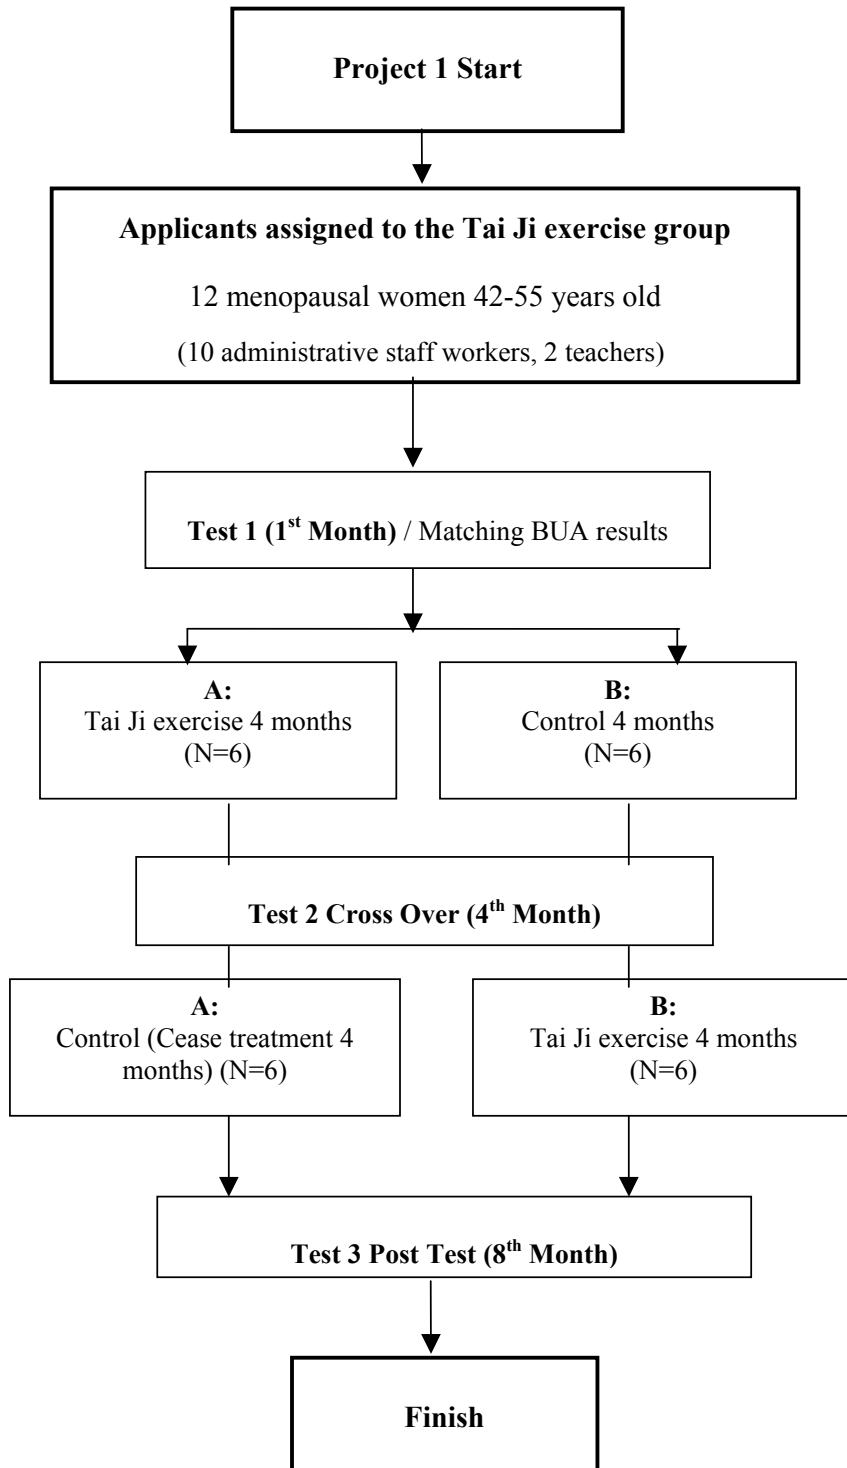 Project 1 Start
Applicants assigned to the Tai Ji exercise group
12 menopausal women 42-55 years old
(10 administrative staff workers, 2 teachers)
Test 1 (1st Month) / Matching BUA results
A:
Tai Ji exercise 4 months
(N=6)
B:
Control 4 months
(N=6)
Test 2 Cross Over (4th Month)
A:
Control (Cease treatment 4
months) (N=6)
B:
Tai Ji exercise 4 months
(N=6)
Test 3 Post Test (8th Month)
Finish